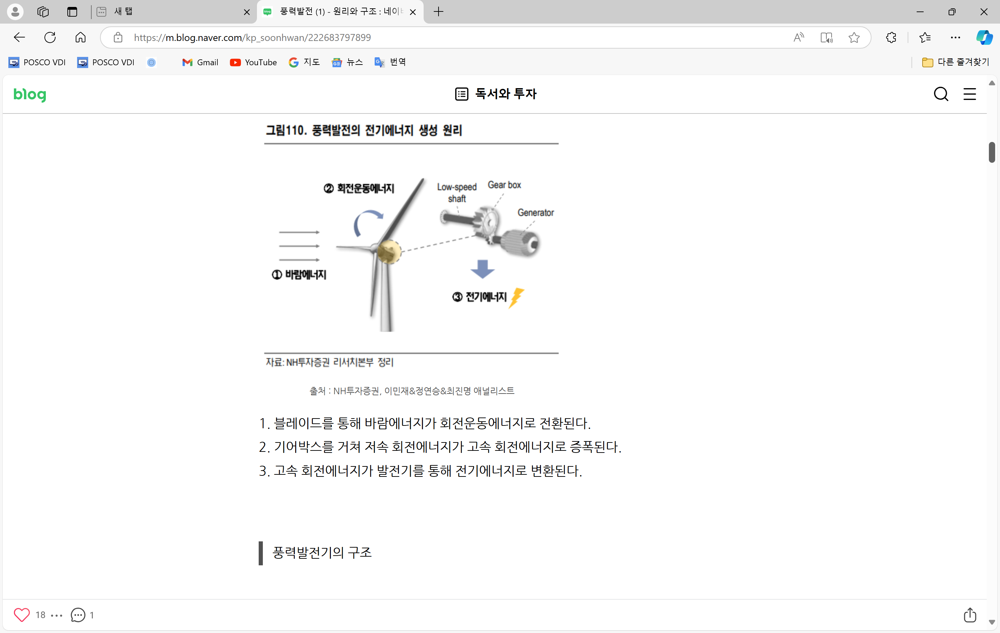 새 탭
풍력발전 (1) - 원리와 구조 : 네이
https://m.blog.naver.com/kp_soonhwan/222683797899
POSCO VDI
POSCO VDI
Gmail
YouTube
지도
뉴스
번역
다른 즐겨찾기
blog
독서와 투자
그림110. 풍력발전의 전기에너지 생성 원리
② 회전운동에너지
Low-speed
shaft
Gear box
Generator
① 바람에너지
③ 전기에너지
자료: NH투자증권 리서치본부 정리
출처 : NH투자증권, 이민재&정연승&최진명 애널리스트
1. 블레이드를 통해 바람에너지가 회전운동에너지로 전환된다.
2. 기어박스를 거쳐 저속 회전에너지가 고속 회전에너지로 증폭된다.
3. 고속 회전에너지가 발전기를 통해 전기에너지로 변환된다.
풍력발전기의 구조
18
1